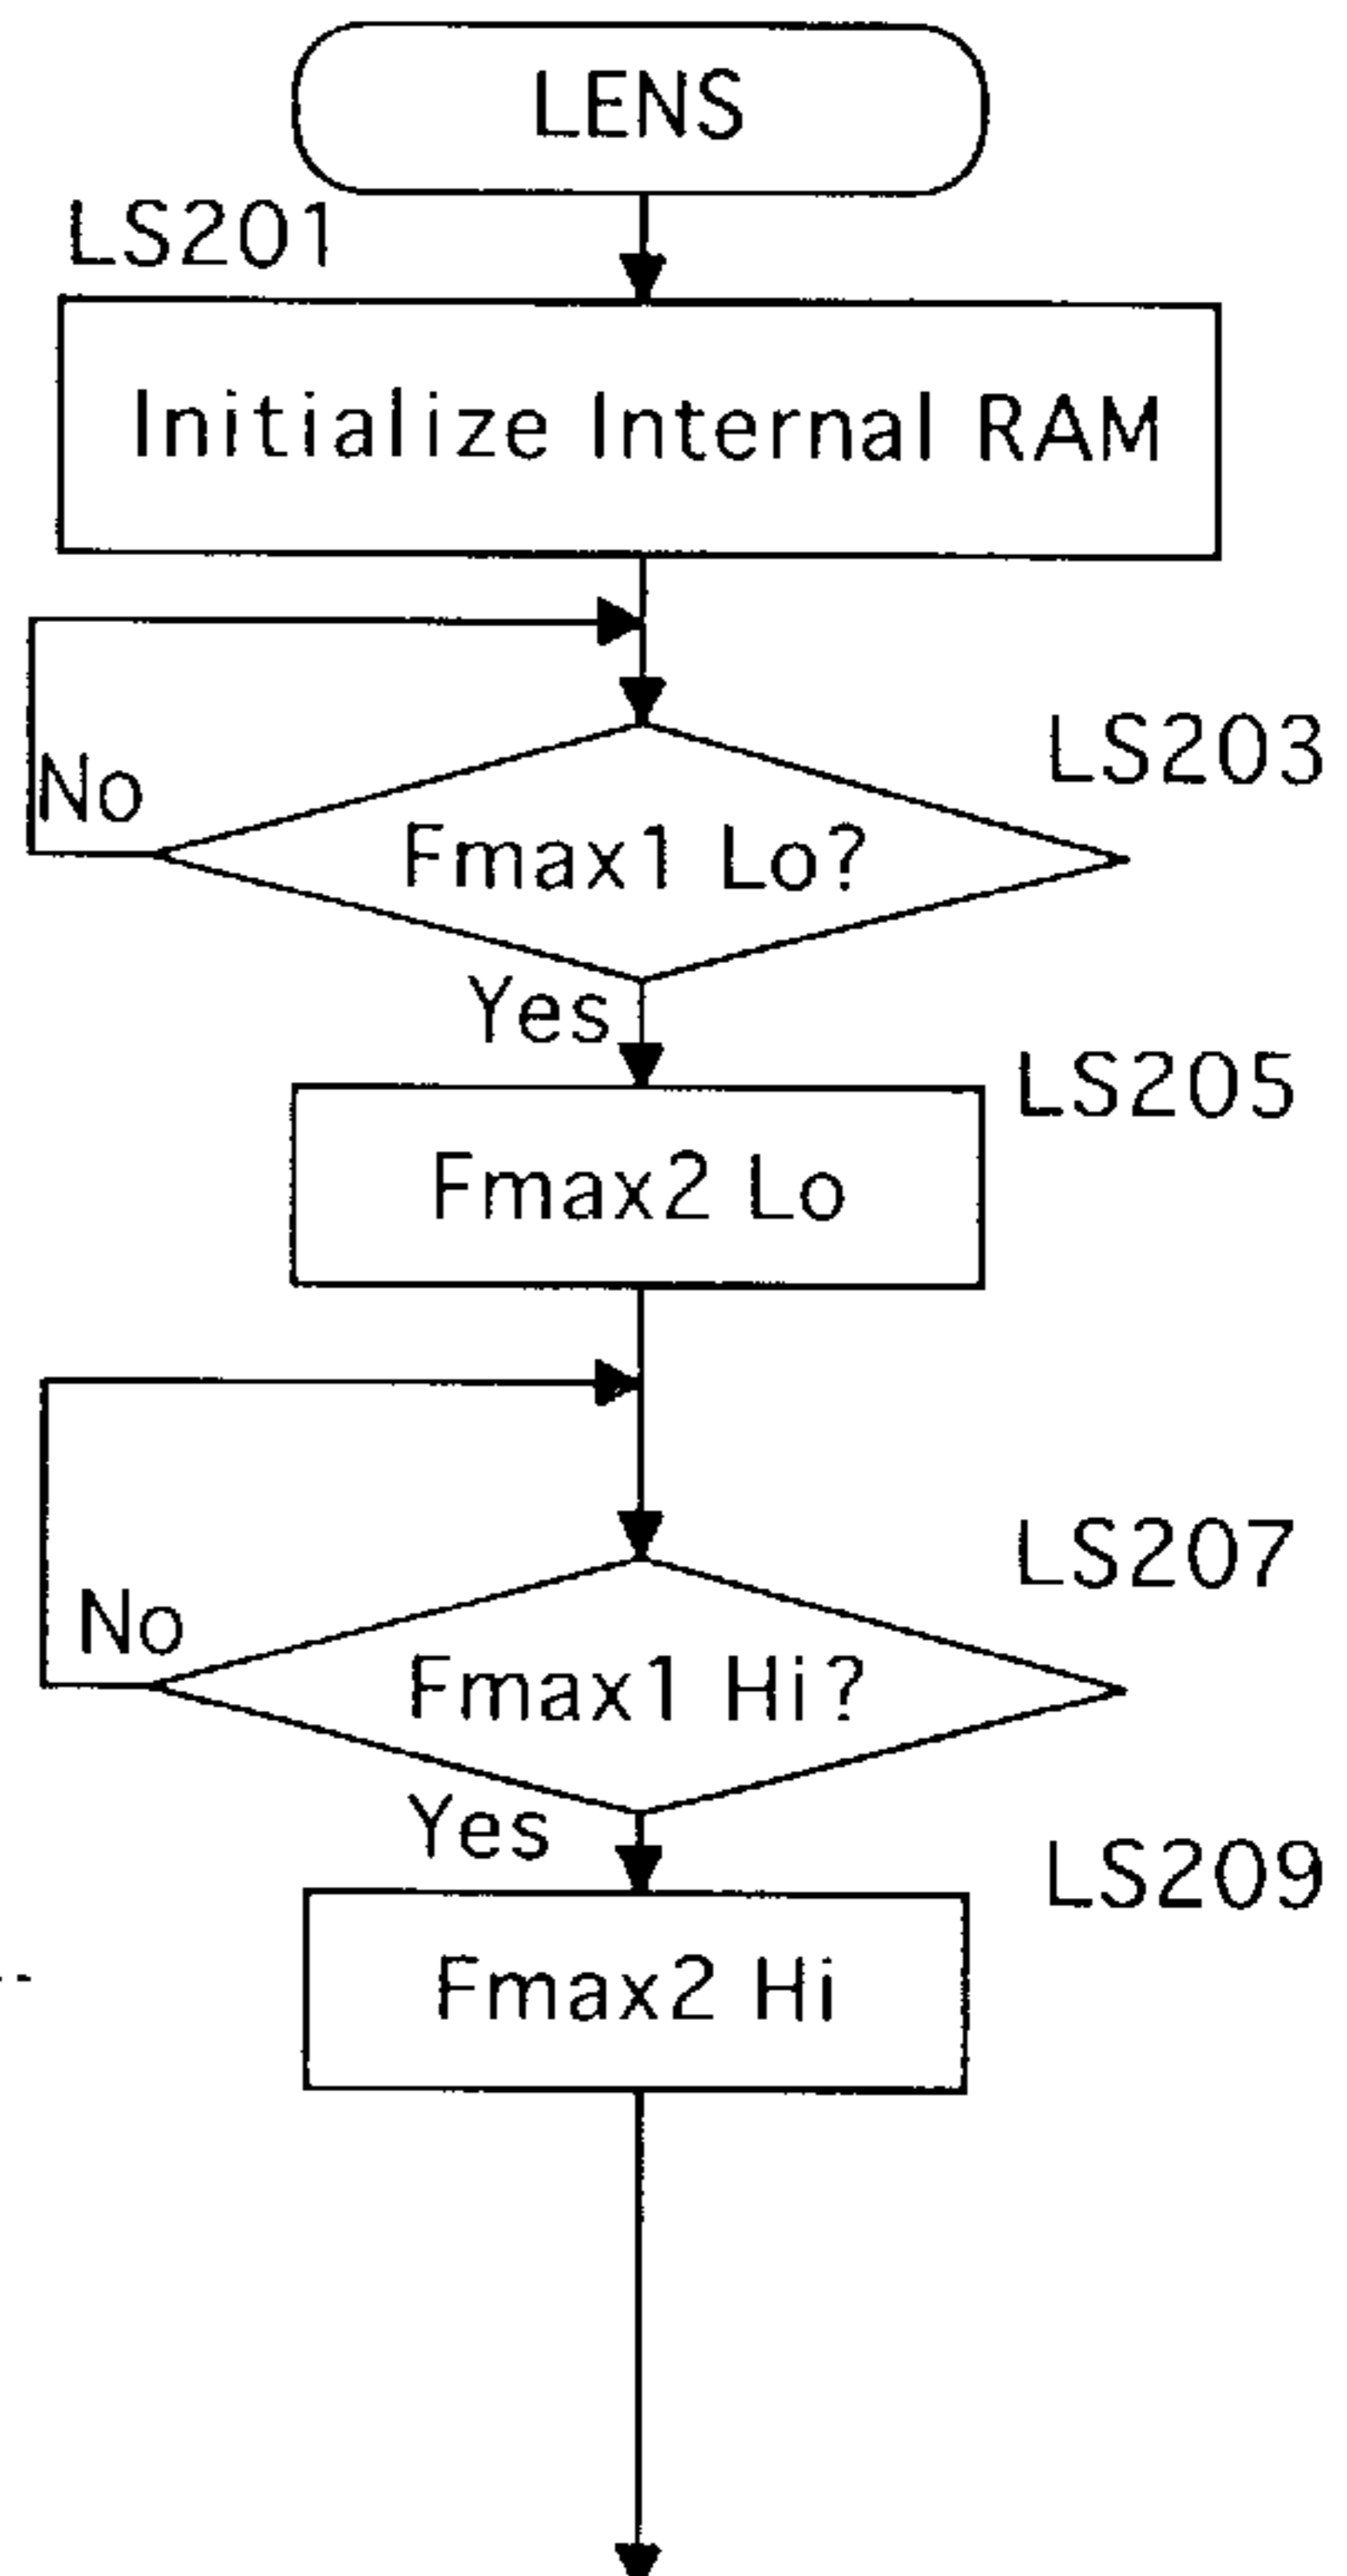 LENS
LS201
Initialize Internal RAM
LS203
No
Fmax1 Lo?
Yes
LS205
Fmax2 Lo
LS207
No
Fmax1 Hi?
Yes
LS209
Fmax2 Hi